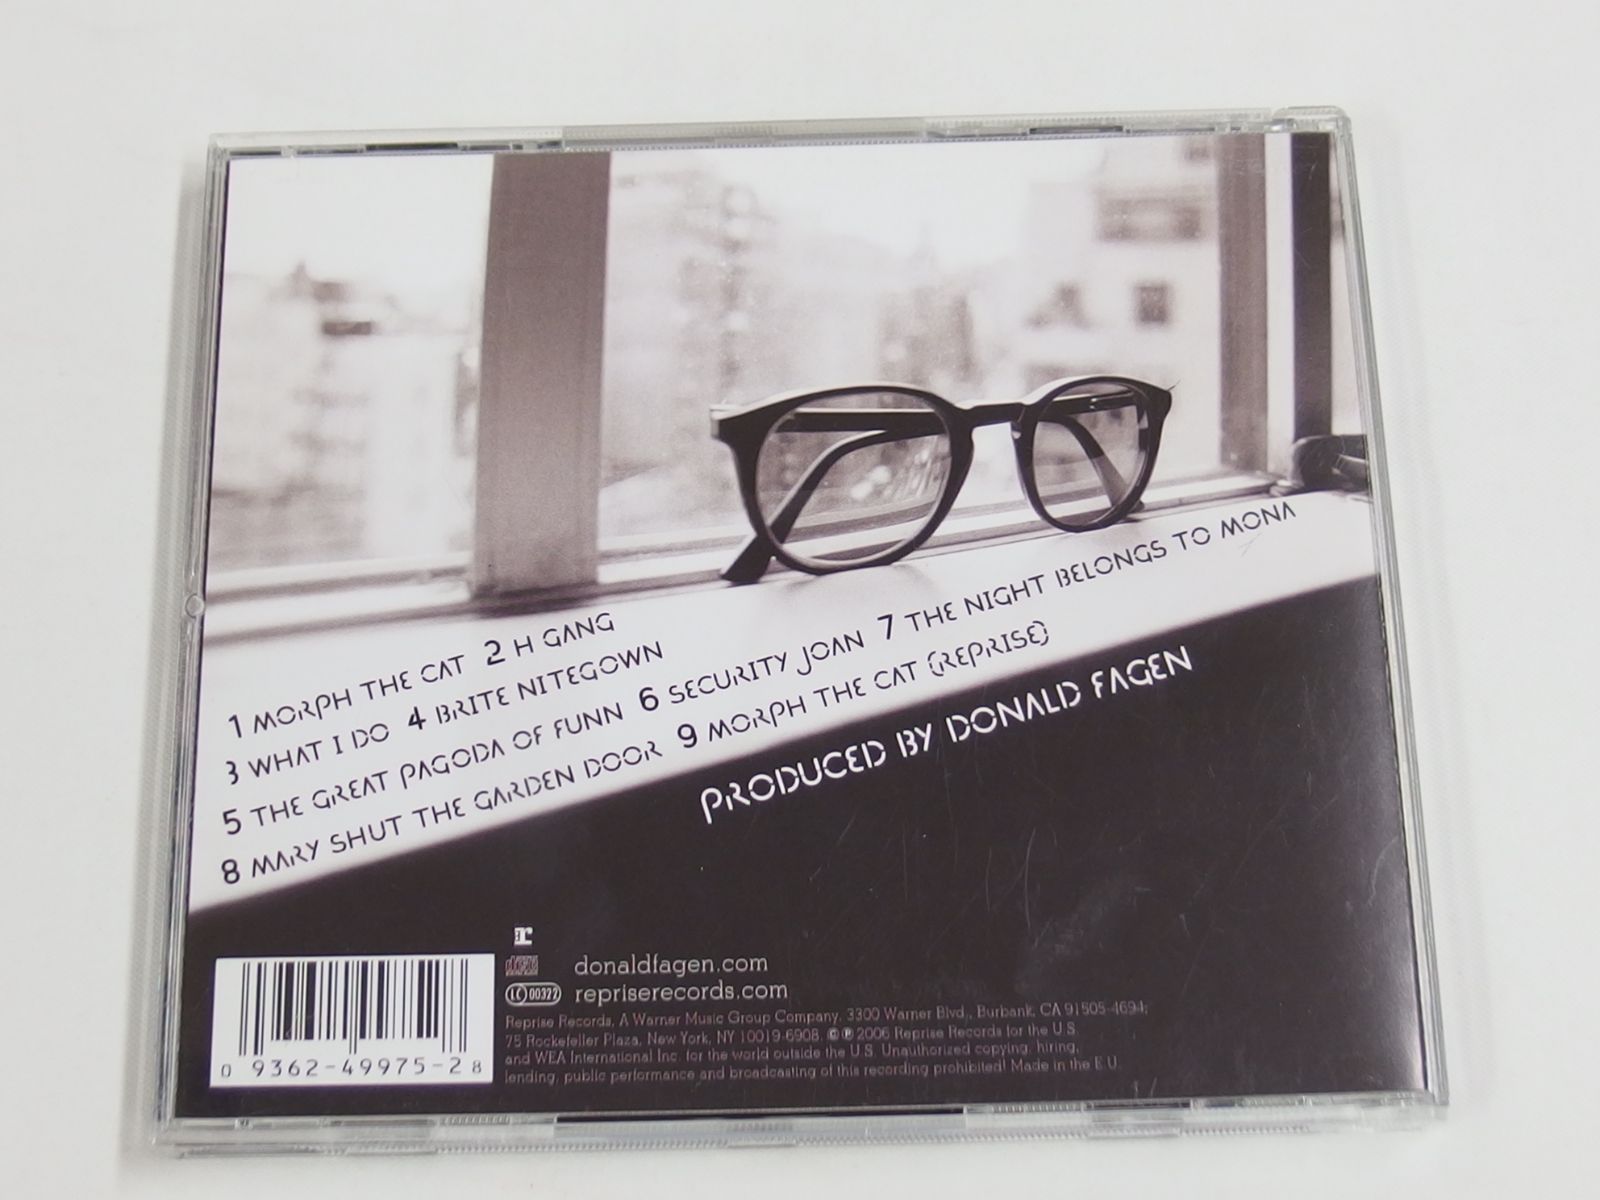 1 MORPH THE CAT 2 H GANG
3 WHAT I DO 4 BRITE NITEGOWN
5 THE GREAT PAGODA OF FUNN 6 SECURITY JOAN 7 THE NIGHT BELONGS TO MONA
8 MARY SHUT THE GARDEN DOOR 9 MORPH THE CAT (REPRISE)
PRODUCED BY DONALD FAGEN
r
disc
donaldfagen.com
LC 00322
repriserecords.com
Reprise Records, A Warner Music Group Company, 3300 Warner Blvd., Burbank, CA 91505-4694;
75 Rockefeller Plaza, New York, NY 10019-6908. ©℗ 2006 Reprise Records for the U.S.
and WEA International Inc. for the world outside the U.S. Unauthorized copying, hiring,
lending, public performance and broadcasting of this recording prohibited! Made in the E.U.
0 9362-49975-2 8